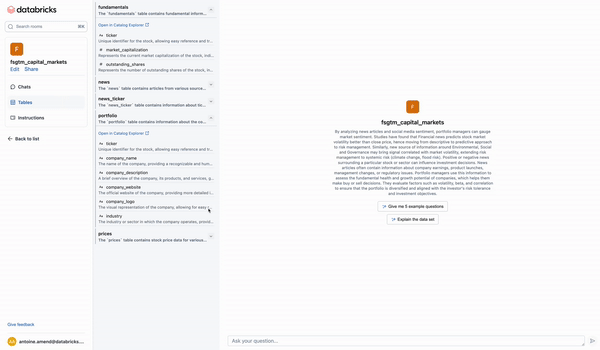 databricks
Search rooms
⌘K
F
fsgtm_capital_markets
Edit Share
Chats
Tables
Instructions
Back to list
Give feedback
antoine.amend@databricks....
fundamentals
The `fundamentals` table contains fundamental inform...
Open in Catalog Explorer
ticker
Unique identifier for the stock, allowing easy reference and tr...
market_capitalization
Represents the current market capitalization of the stock, indi...
outstanding_shares
Represents the number of outstanding shares of the stock, in...
news
The `news` table contains articles from various source...
news_ticker
The `news_ticker` table contains information about ho...
portfolio
The `portfolio` table contains information about the co...
Open in Catalog Explorer
ticker
Unique identifier for the stock, allowing easy reference and tr...
company_name
The name of the company, providing a recognizable and hum...
company_description
A brief overview of the company, its products, and services, g...
company_website
The official website of the company, providing more detailed i...
company_logo
The visual representation of the company, allowing for easy r...
industry
The industry or sector in which the company operates, provid...
prices
The `prices` table contains stock price data for various...
F
fsgtm_capital_markets
By analyzing news articles and social media sentiment, portfolio managers can gauge
market sentiment. Studies have found that Financial news predicts stock market
volatility better than close price, hence moving from descriptive to predictive approach
to risk management. Similarly, new source of information around Environmental, Social
and Governance may bring signal correlated with market volatility, extending risk
management to systemic risk (climate change, flood risk). Positive or negative news
surrounding a particular stock or sector can influence investment decisions. News
articles often contain information about company earnings, product launches,
management changes, or regulatory issues. Portfolio managers use this information to
assess the fundamental health and growth potential of companies, which helps them
make buy or sell decisions. They evaluate factors such as volatility, beta, and correlation
to ensure that the portfolio is diversified and aligned with the investor's risk tolerance
and investment objectives.
Give me 5 example questions
Explain the data set
Ask your question...